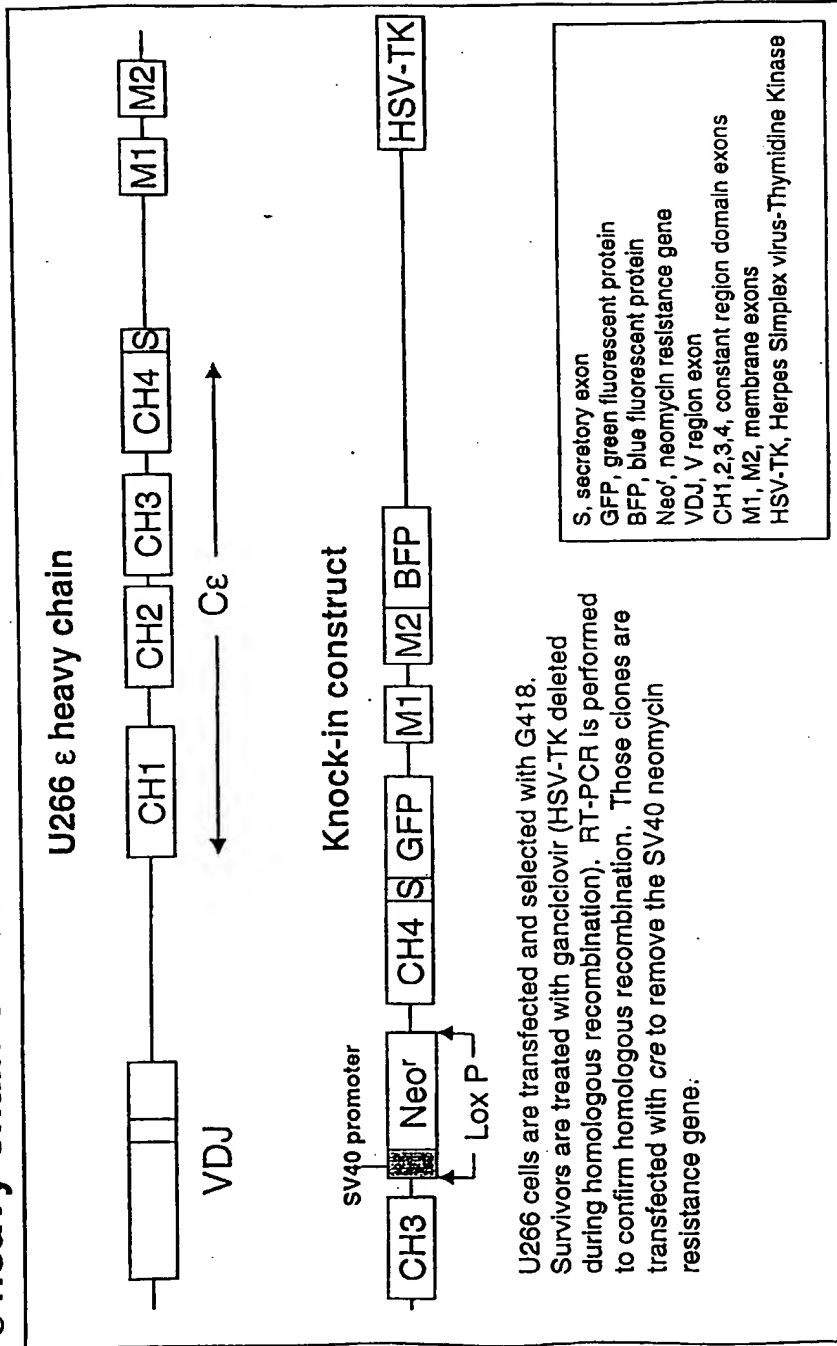 U266 ε heavy chain
VDJ
CH1
CH2
CH3
CH4
S
M1
M2
Cε
Knock-in construct
SV40 promoter
CH3
Neoʳ
CH4
S
GFP
M1
M2
BFP
HSV-TK
Lox P
U266 cells are transfected and selected with G418.
Survivors are treated with ganciclovir (HSV-TK deleted
during homologous recombination). RT-PCR is performed
to confirm homologous recombination. Those clones are
transfected with cre to remove the SV40 neomycin
resistance gene.
S, secretory exon
GFP, green fluorescent protein
BFP, blue fluorescent protein
Neoʳ, neomycin resistance gene
VDJ, V region exon
CH1,2,3,4, constant region domain exons
M1, M2, membrane exons
HSV-TK, Herpes Simplex virus-Thymidine Kinase